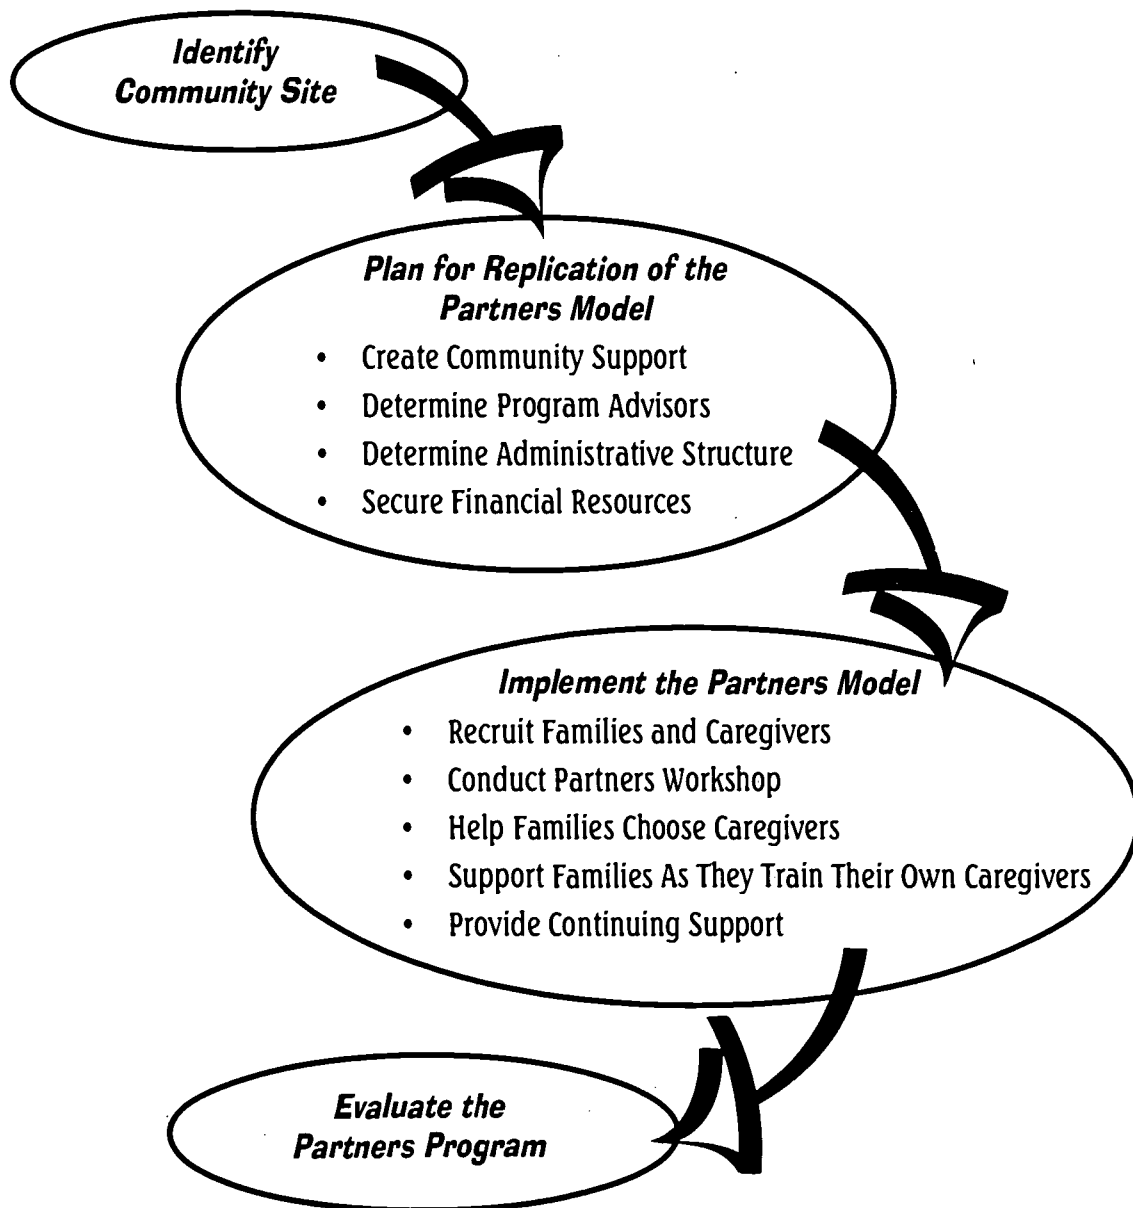 Identify
Community Site
Plan for Replication of the
Partners Model
• Create Community Support
• Determine Program Advisors
• Determine Administrative Structure
• Secure Financial Resources
Implement the Partners Model
• Recruit Families and Caregivers
• Conduct Partners Workshop
• Help Families Choose Caregivers
• Support Families As They Train Their Own Caregivers
• Provide Continuing Support
Evaluate the
Partners Program